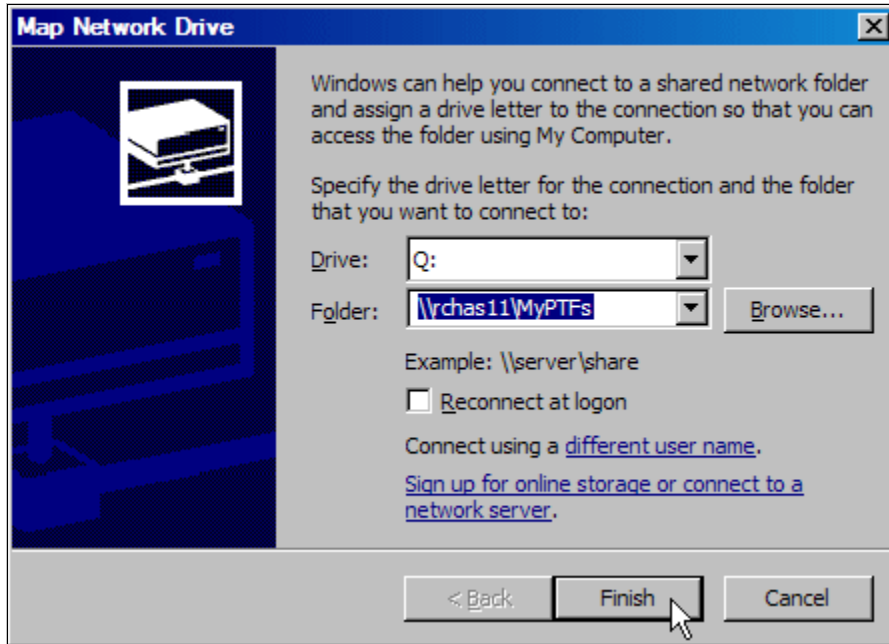 Map Network Drive
Windows can help you connect to a shared network folder
and assign a drive letter to the connection so that you can
access the folder using My Computer.
Specify the drive letter for the connection and the folder
that you want to connect to:
Drive: Q:
Folder: \\rchas11\MyPTFs Browse...
Example: \\server\share
Reconnect at logon
Connect using a different user name.
Sign up for online storage or connect to a
network server.
< Back Finish Cancel